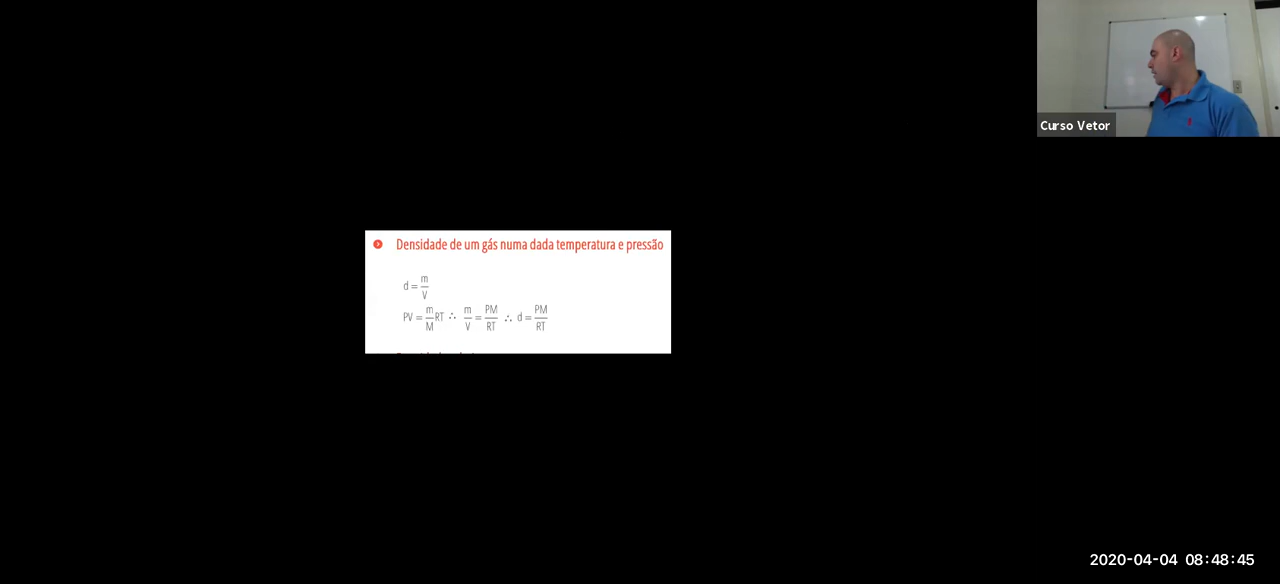 Curso Vetor
Densidade de um gás numa dada temperatura e pressão
d = m/V
PV = m/M RT ∴ m/V = PM/RT ∴ d = PM/RT
2020-04-04 08:48:45